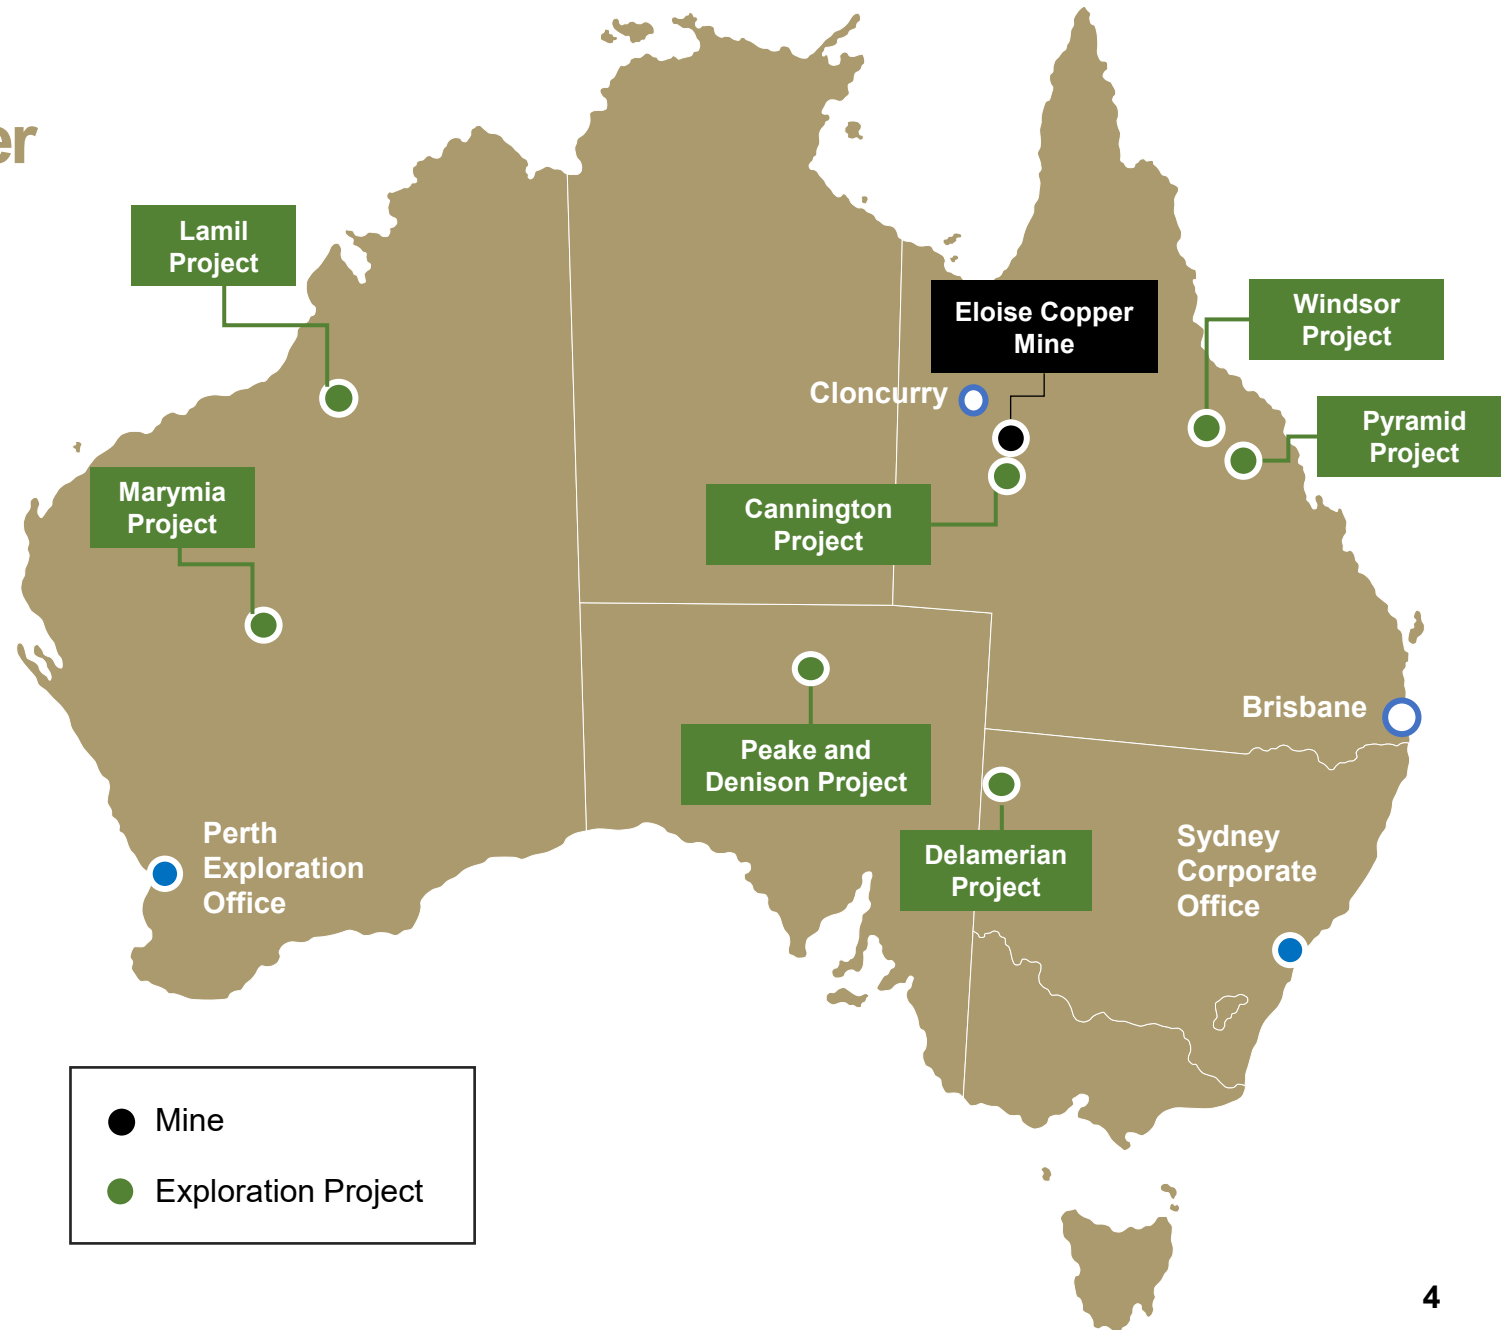 er
Lamil
Project
Eloise Copper
Mine
Windsor
Project
Cloncurry
Pyramid
Project
Marymia
Project
Cannington
Project
Brisbane
Peake and
Denison Project
Perth
Exploration
Office
Delamerian
Project
Sydney
Corporate
Office
Mine
Exploration Project
4